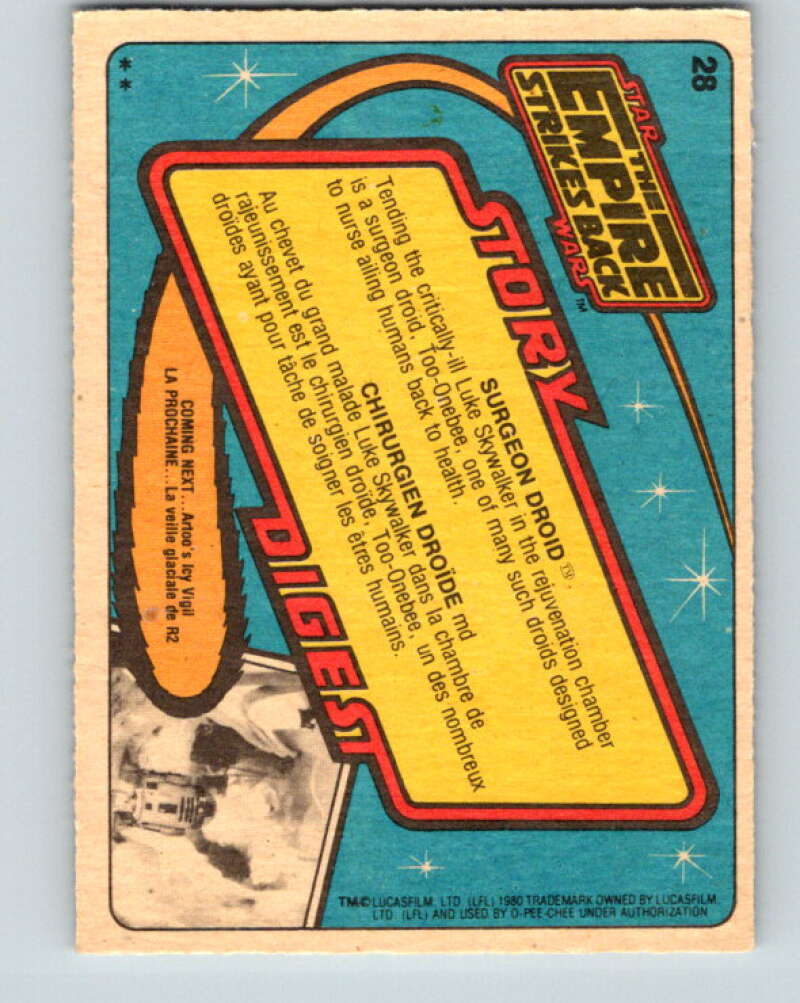 28
STAR
THE
EMPIRE
STRIKES BACK
WARS™
STORY
SURGEON DROID™.
Tending the critically-ill Luke Skywalker in the rejuvenation chamber
is a surgeon droid, Too-Onebee, one of many such droids designed
to nurse ailing humans back to health.
CHIRURGIEN DROÏDE md
Au chevet du grand malade Luke Skywalker dans la chambre de
rajeunissement est le chirurgien droïde, Too-Onebee, un des nombreux
droïdes ayant pour tâche de soigner les êtres humains.
DIGEST
COMING NEXT...Artoo's Icy Vigil
LA PROCHAINE...La veille glaciale de R2
TM©LUCASFILM, LTD. (LFL) 1980 TRADEMARK OWNED BY LUCASFILM,
LTD. (LFL) AND USED BY O-PEE-CHEE UNDER AUTHORIZATION
**